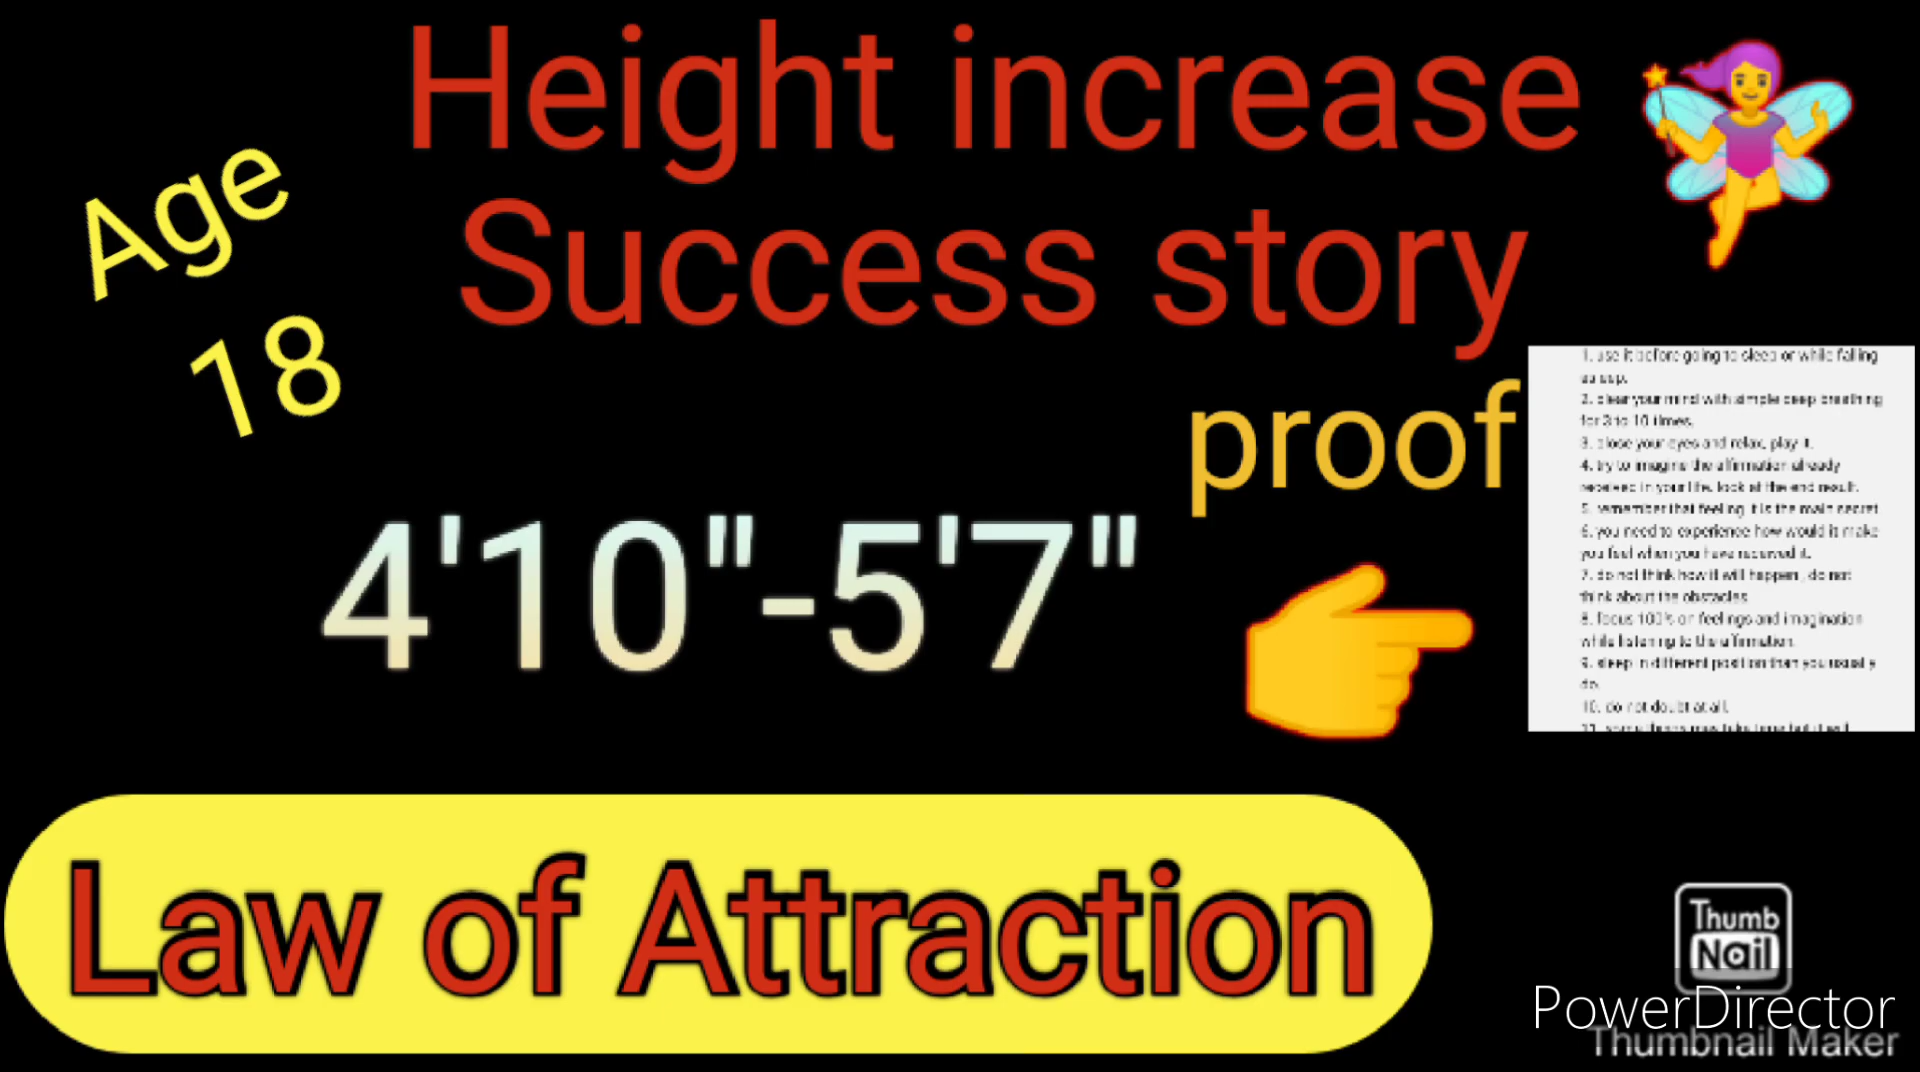 Height increase
Success story
Age
18
proof
4'10"-5'7"
1. use it before going to sleep or while falling
asleep.
2. clear your mind with simple deep breathing
for 3 to 10 times.
3. close your eyes and relax, play it.
4. try to imagine the affirmation already
received in your life. look at the end result.
5. remember that feeling it is the main secret
6. you need to experience how would it make
you feel when you have received it.
7. do not think how it will happen, do not
think about the obstacles
8. focus 100% on feelings and imagination
while listening to the affirmation.
9. sleep in different position than you usually
do.
10. do not doubt at all.
Law of Attraction
Thumb
Nail
PowerDirector
Thumbnail Maker